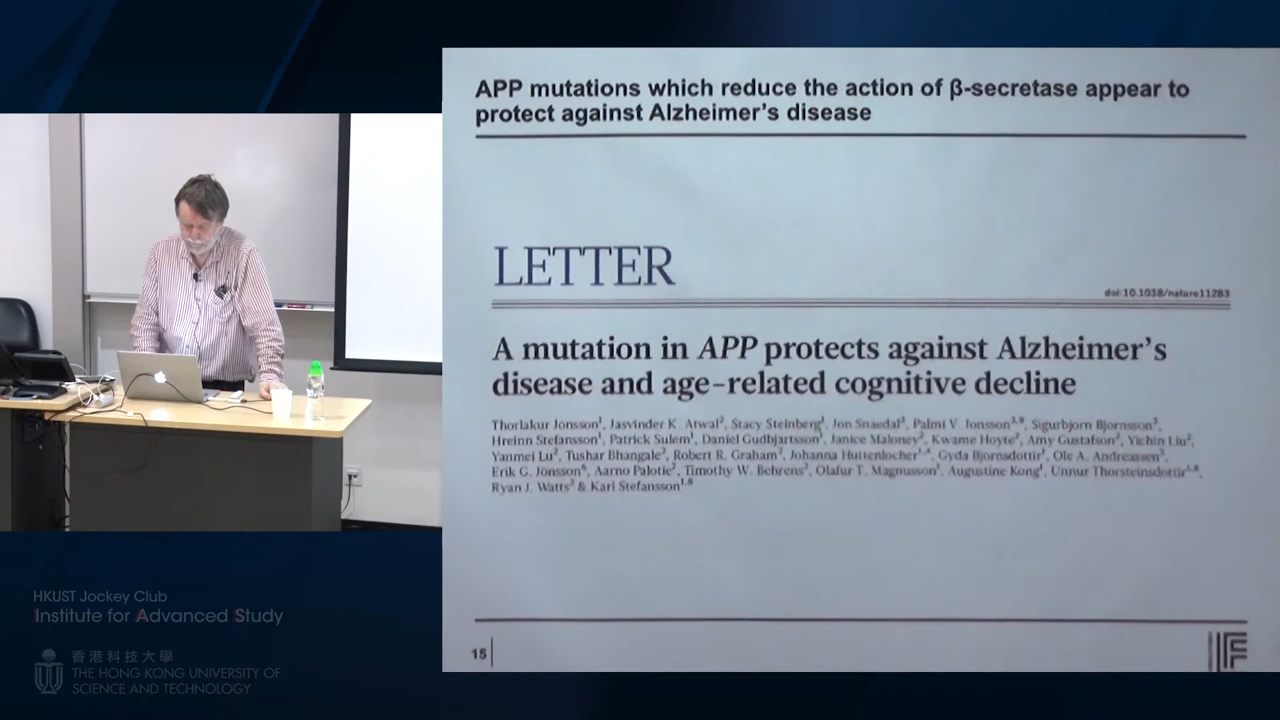 APP mutations which reduce the action of β-secretase appear to
protect against Alzheimer's disease
LETTER
doi:10.1038/nature11283
A mutation in APP protects against Alzheimer's
disease and age-related cognitive decline
Thorlakur Jonsson¹, Jasvinder K. Atwal², Stacy Steinberg¹, Jon Snaedal³, Palmi V. Jonsson³,⁸, Sigurbjorn Bjornsson³,
Hreinn Stefansson¹, Patrick Sulem¹, Daniel Gudbjartsson¹, Janice Maloney², Kwame Hoyte², Amy Gustafson², Yichin Liu²,
Yanmei Lu², Tushar Bhangale², Robert R. Graham², Johanna Huttenlocher¹,⁴, Gyda Bjornsdottir¹, Ole A. Andreassen⁵,
Erik G. Jönsson⁶, Aarno Palotie⁷, Timothy W. Behrens², Olafur T. Magnusson¹, Augustine Kong¹, Unnur Thorsteinsdottir¹,⁸,
Ryan J. Watts² & Kari Stefansson¹,⁸
15
HKUST Jockey Club
Institute for Advanced Study
香港科技大學
THE HONG KONG UNIVERSITY OF
SCIENCE AND TECHNOLOGY